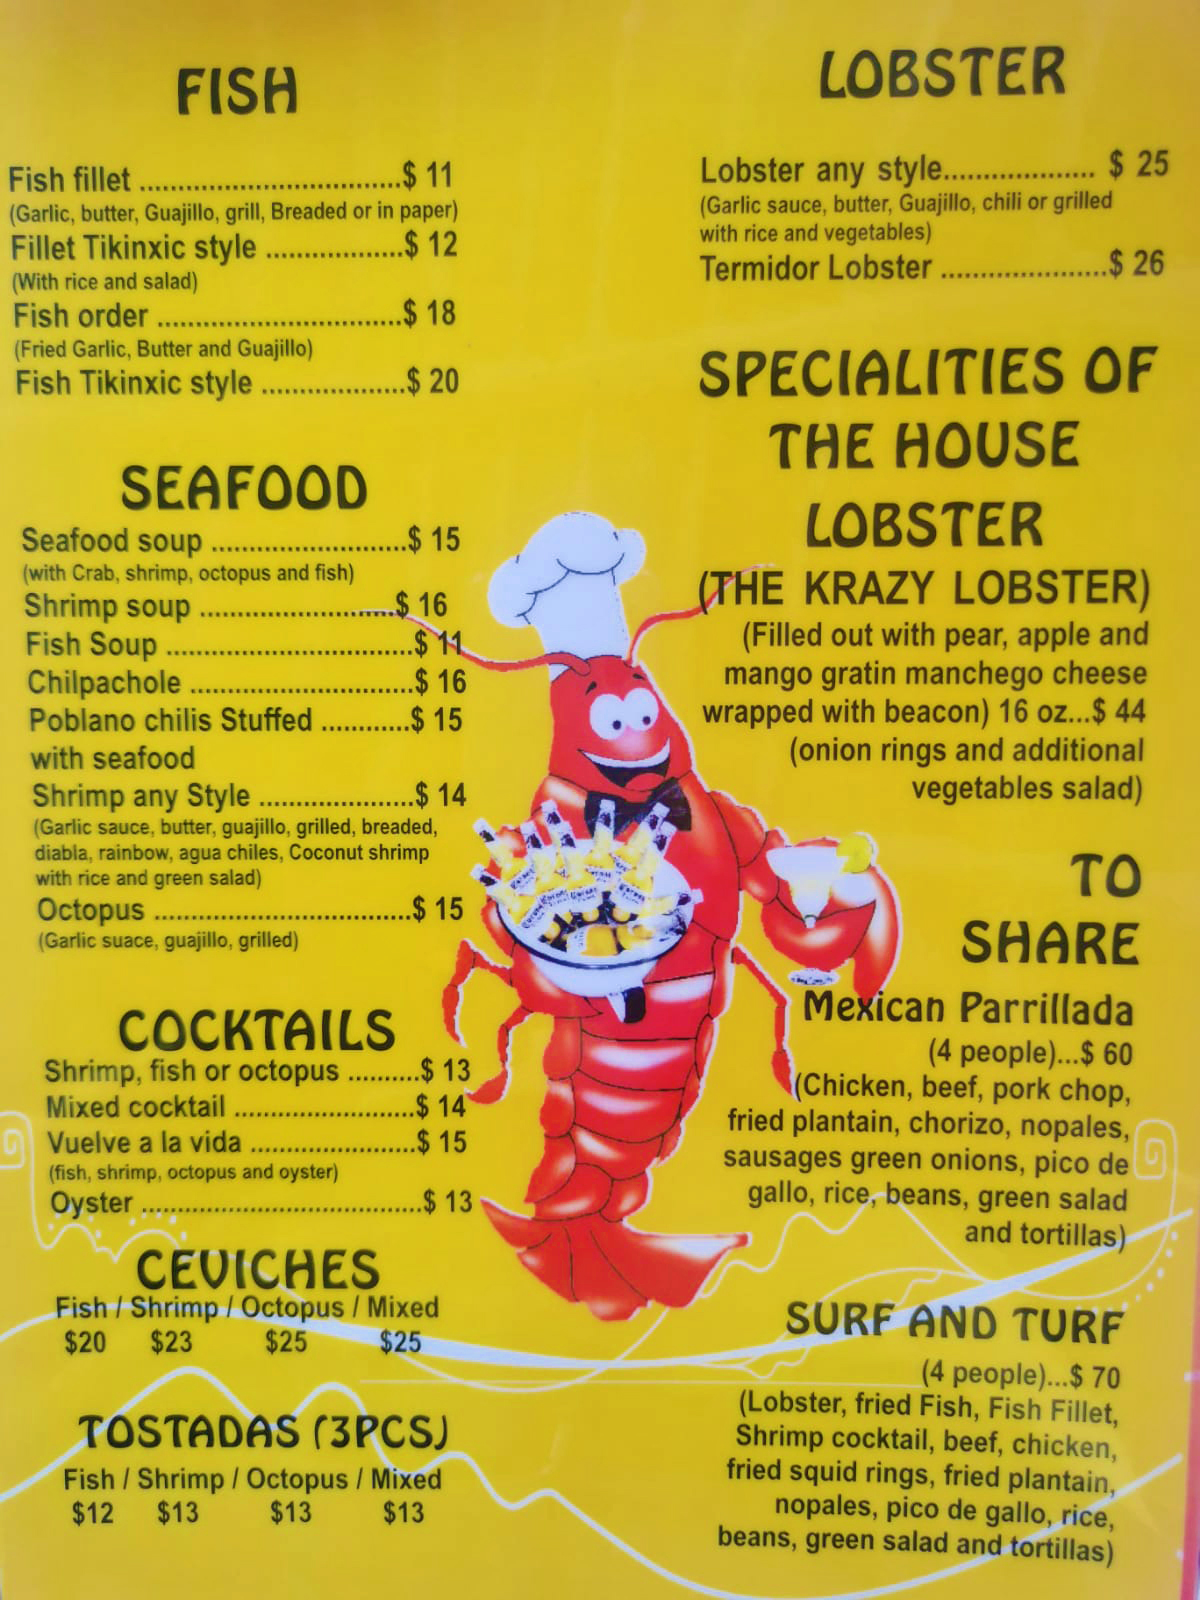 FISH
Fish fillet ................................$ 11
(Garlic, butter, Guajillo, grill, Breaded or in paper)
Fillet Tikinxic style .................$ 12
(With rice and salad)
Fish order ..............................$ 18
(Fried Garlic, Butter and Guajillo)
Fish Tikinxic style ..................$ 20
SEAFOOD
Seafood soup .........................$ 15
(with Crab, shrimp, octopus and fish)
Shrimp soup .........................$ 16
Fish Soup ...............................$ 11
Chilpachole ............................$ 16
Poblano chilis Stuffed ...........$ 15
with seafood
Shrimp any Style ...................$ 14
(Garlic sauce, butter, guajillo, grilled, breaded,
diabla, rainbow, agua chiles, Coconut shrimp
with rice and green salad)
Octopus ................................$ 15
(Garlic suace, guajillo, grilled)
COCKTAILS
Shrimp, fish or octopus ..........$ 13
Mixed cocktail .......................$ 14
Vuelve a la vida .....................$ 15
(fish, shrimp, octopus and oyster)
Oyster ...................................$ 13
CEVICHES
Fish / Shrimp / Octopus / Mixed
$20 $23 $25 $25
TOSTADAS (3PCS)
Fish / Shrimp / Octopus / Mixed
$12 $13 $13 $13
LOBSTER
Lobster any style................... $ 25
(Garlic sauce, butter, Guajillo, chili or grilled
with rice and vegetables)
Termidor Lobster .....................$ 26
SPECIALITIES OF
THE HOUSE
LOBSTER
(THE KRAZY LOBSTER)
(Filled out with pear, apple and
mango gratin manchego cheese
wrapped with beacon) 16 oz...$ 44
(onion rings and additional
vegetables salad)
TO
SHARE
Mexican Parrillada
(4 people)...$ 60
(Chicken, beef, pork chop,
fried plantain, chorizo, nopales,
sausages green onions, pico de
gallo, rice, beans, green salad
and tortillas)
SURF AND TURF
(4 people)...$ 70
(Lobster, fried Fish, Fish Fillet,
Shrimp cocktail, beef, chicken,
fried squid rings, fried plantain,
nopales, pico de gallo, rice,
beans, green salad and tortillas)